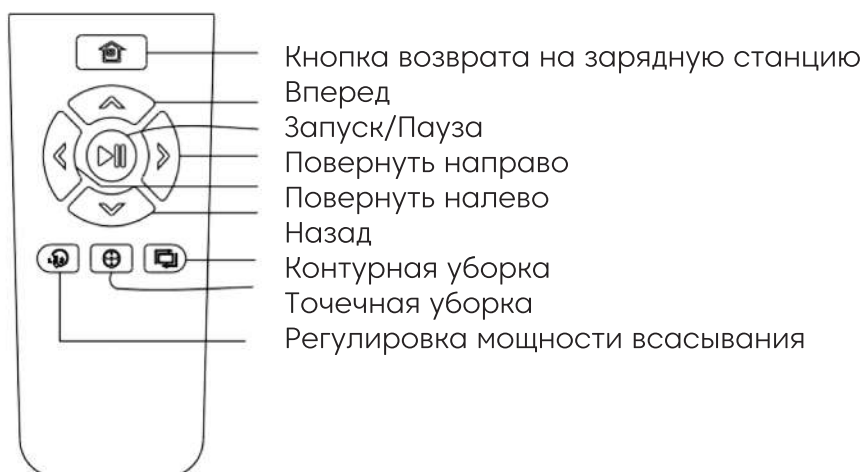 Кнопка возврата на зарядную станцию
Вперед
Запуск/Пауза
Повернуть направо
Повернуть налево
Назад
Контурная уборка
Точечная уборка
Регулировка мощности всасывания